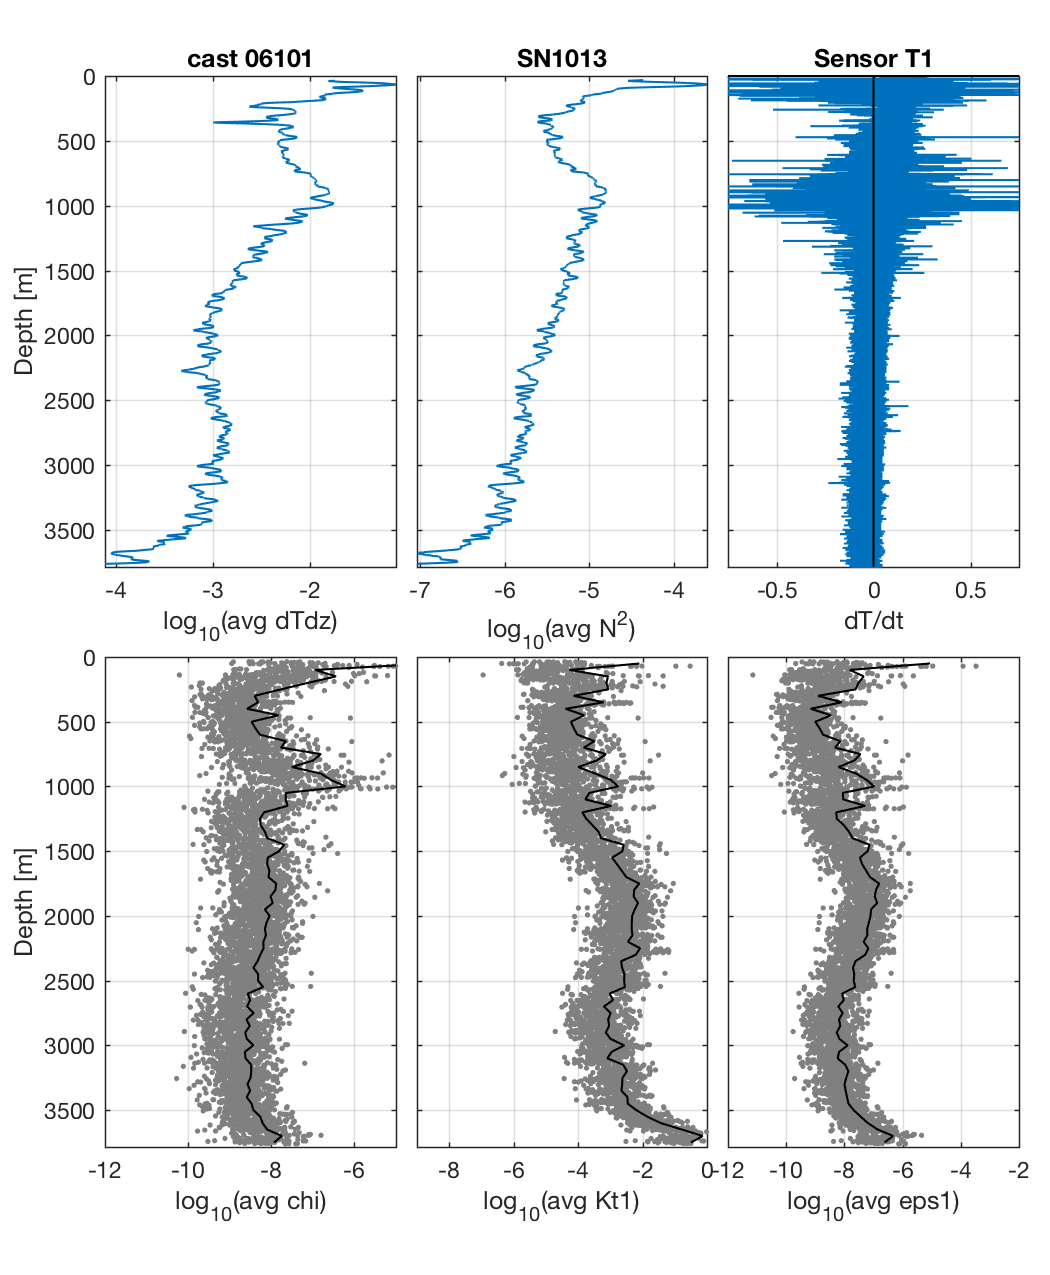 cast 06101 SN1013 Sensor T1
0
500
1000
1500
2000
2500
3000
3500
Depth [m]
-4 -3 -2 -7 -6 -5 -4 -0.5 0 0.5
log10(avg dTdz) log10(avg N2) dT/dt
0
500
1000
1500
2000
2500
3000
3500
Depth [m]
-12 -10 -8 -6 -4 -8 -6 -4 -2 0 -12 -10 -8 -6 -4 -2
log10(avg chi) log10(avg Kt1) log10(avg eps1)